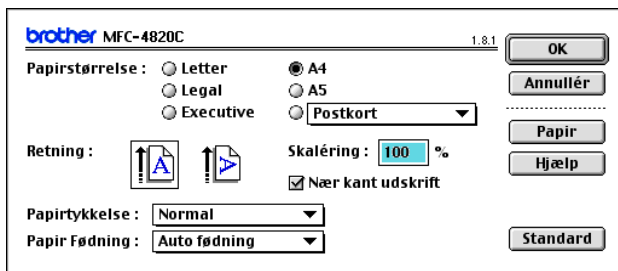 brother MFC-4820C 1.8.1
OK
Papirstørrelse : Letter A4
Annullér
Legal A5
Executive Postkort
Papir
Retning : A A Skaléring : 100 %
Hjælp
Nær kant udskrift
Papirtykkelse : Normal
Papir Fødning : Auto fødning
Standard